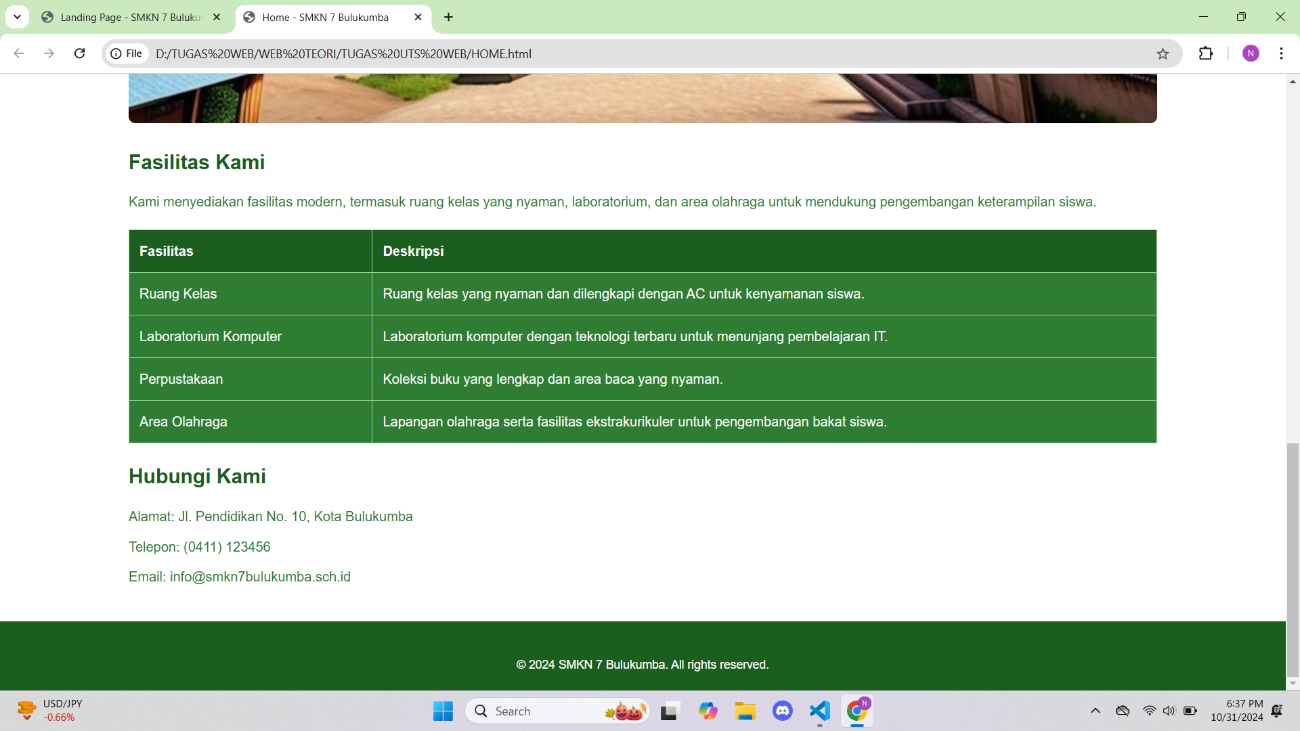 Landing Page - SMKN 7 Buluku
Home - SMKN 7 Bulukumba
File
D:/TUGAS%20WEB/WEB%20TEORI/TUGAS%20UTS%20WEB/HOME.html
N
Fasilitas Kami
Kami menyediakan fasilitas modern, termasuk ruang kelas yang nyaman, laboratorium, dan area olahraga untuk mendukung pengembangan keterampilan siswa.
Fasilitas Deskripsi
Ruang Kelas Ruang kelas yang nyaman dan dilengkapi dengan AC untuk kenyamanan siswa.
Laboratorium Komputer Laboratorium komputer dengan teknologi terbaru untuk menunjang pembelajaran IT.
Perpustakaan Koleksi buku yang lengkap dan area baca yang nyaman.
Area Olahraga Lapangan olahraga serta fasilitas ekstrakurikuler untuk pengembangan bakat siswa.
Hubungi Kami
Alamat: Jl. Pendidikan No. 10, Kota Bulukumba
Telepon: (0411) 123456
Email: info@smkn7bulukumba.sch.id
© 2024 SMKN 7 Bulukumba. All rights reserved.
USD/JPY
-0.66%
Search
N
6:37 PM
10/31/2024